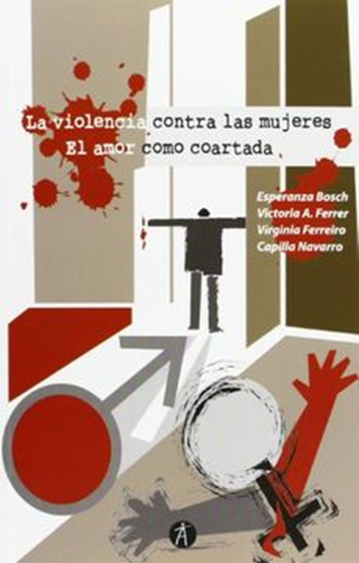 La violencia contra las mujeres
El amor como coartada
Esperanza Bosch
Victoria A. Ferrer
Virginia Ferreiro
Capilla Navarro